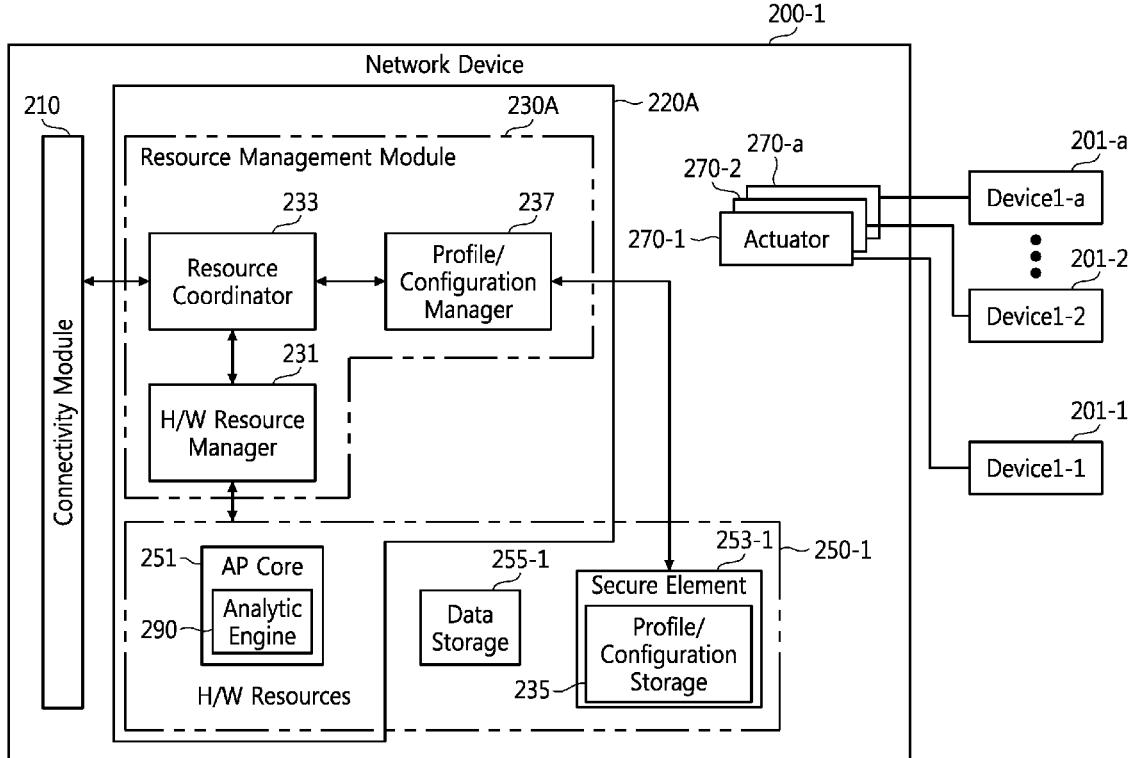 200-1
Network Device
210
230A
220A
Resource Management Module
270-a
201-a
270-2
Device1-a
233
237
270-1
Actuator
Resource
Coordinator
Profile/
Configuration
Manager
201-2
Device1-2
Connectivity Module
231
H/W Resource
Manager
201-1
Device1-1
251
AP Core
255-1
253-1
250-1
Secure Element
290
Analytic
Engine
Data
Storage
Profile/
Configuration
Storage
235
H/W Resources